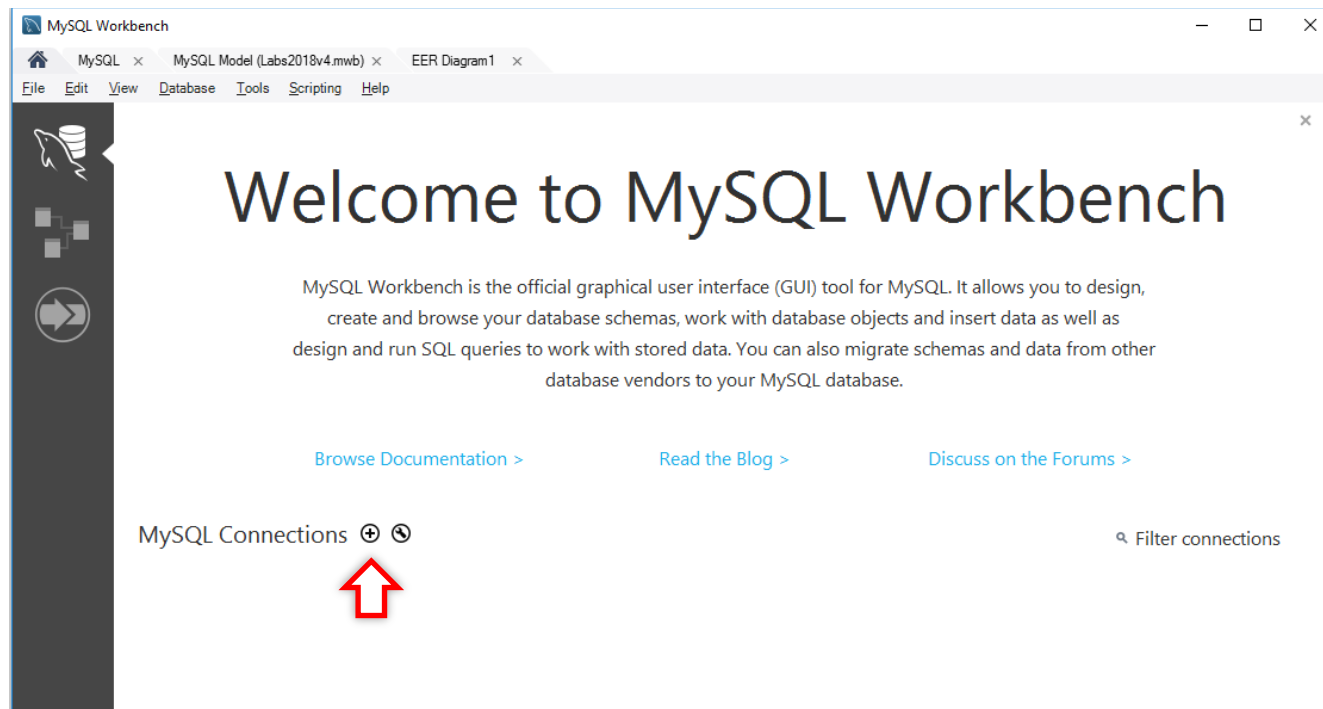 MySQL Workbench
MySQL MySQL Model (Labs2018v4.mwb) EER Diagram1
File Edit View Database Tools Scripting Help
Welcome to MySQL Workbench
MySQL Workbench is the official graphical user interface (GUI) tool for MySQL. It allows you to design,
create and browse your database schemas, work with database objects and insert data as well as
design and run SQL queries to work with stored data. You can also migrate schemas and data from other
database vendors to your MySQL database.
Browse Documentation > Read the Blog > Discuss on the Forums >
MySQL Connections Filter connections